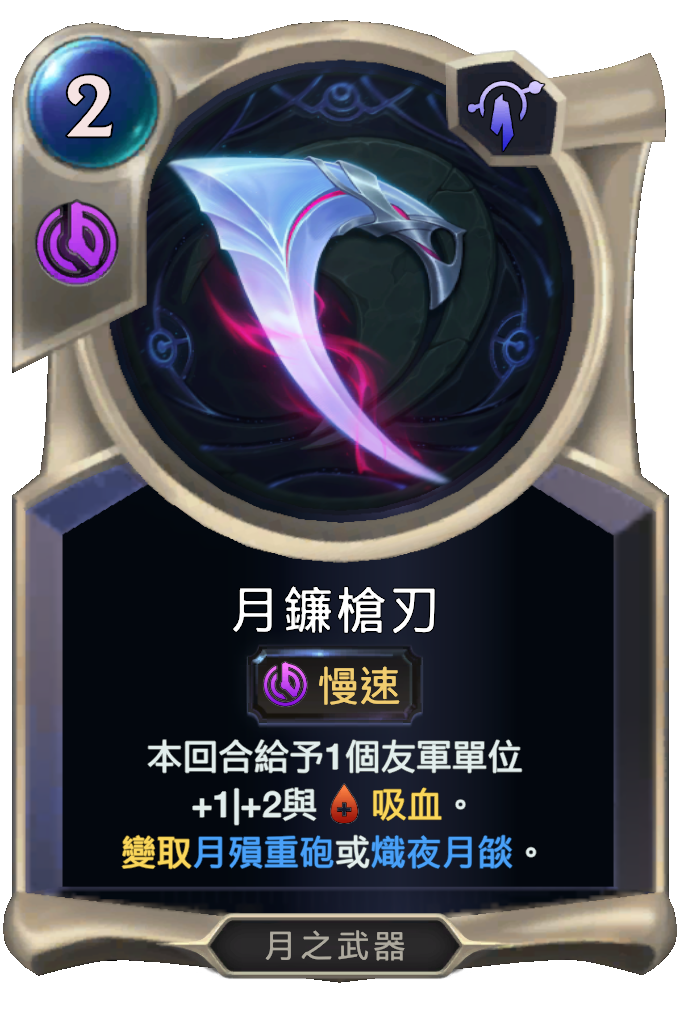 2
月鐮槍刃
慢速
本回合給予1個友軍單位
+1|+2與 吸血。
變取月殞重砲或熾夜月燄。
月之武器